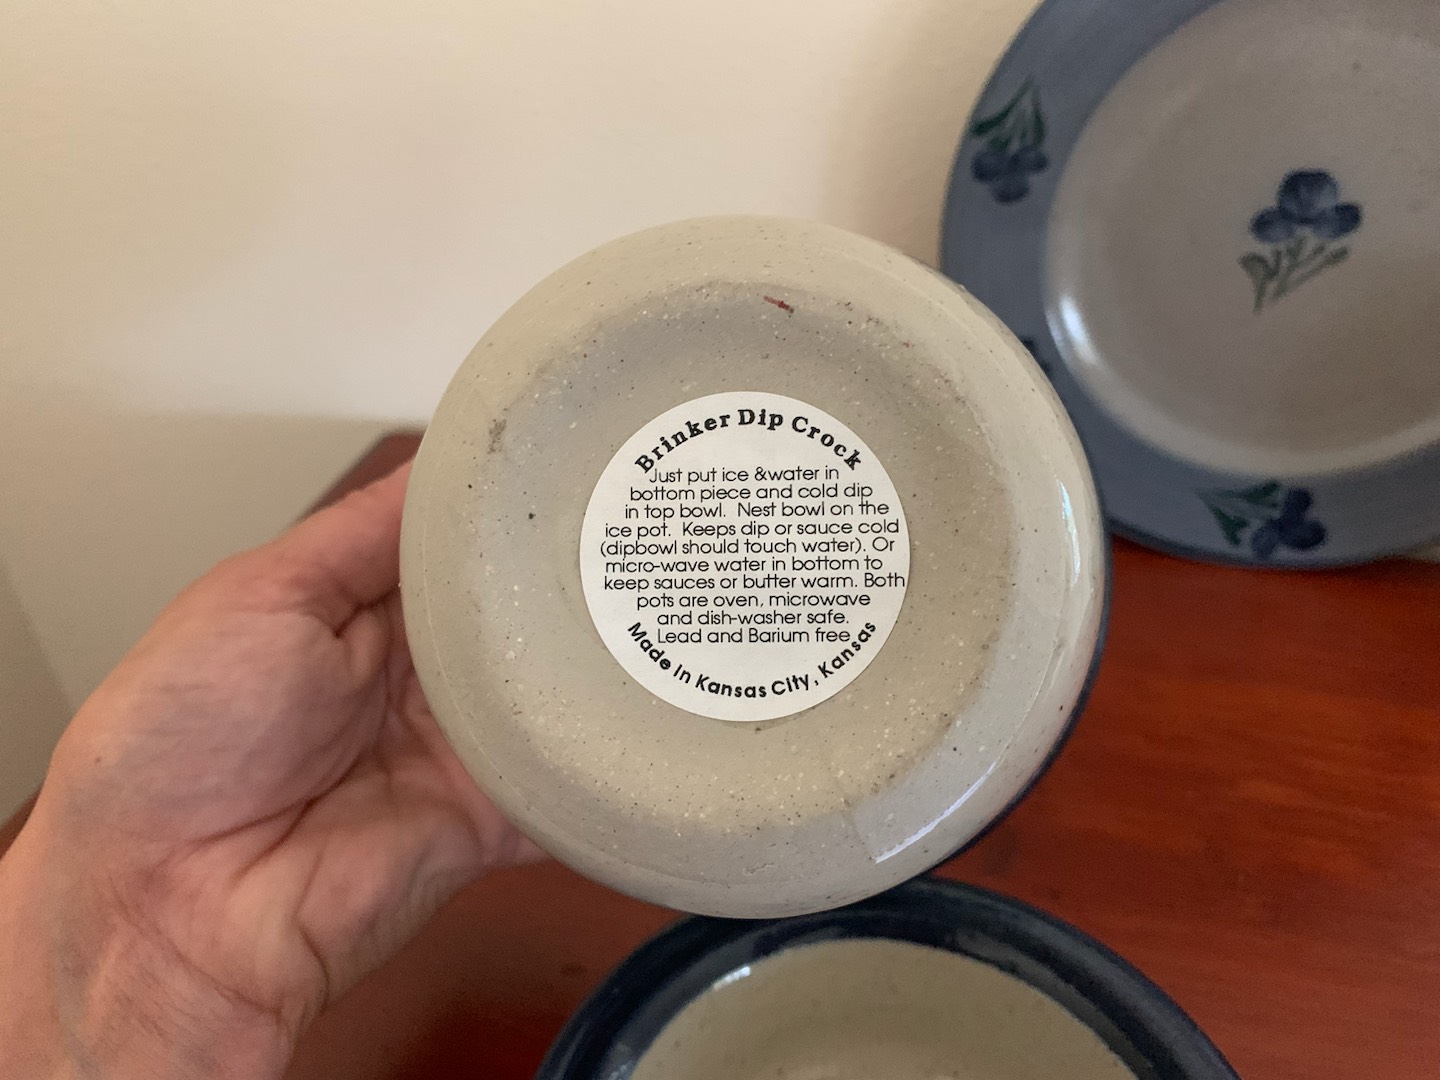 Brinker Dip Crock
Just put ice &water in
bottom piece and cold dip
in top bowl. Nest bowl on the
ice pot. Keeps dip or sauce cold
(dipbowl should touch water). Or
micro-wave water in bottom to
keep sauces or butter warm. Both
pots are oven, microwave
and dish-washer safe.
Lead and Barium free
Made in Kansas City, Kansas